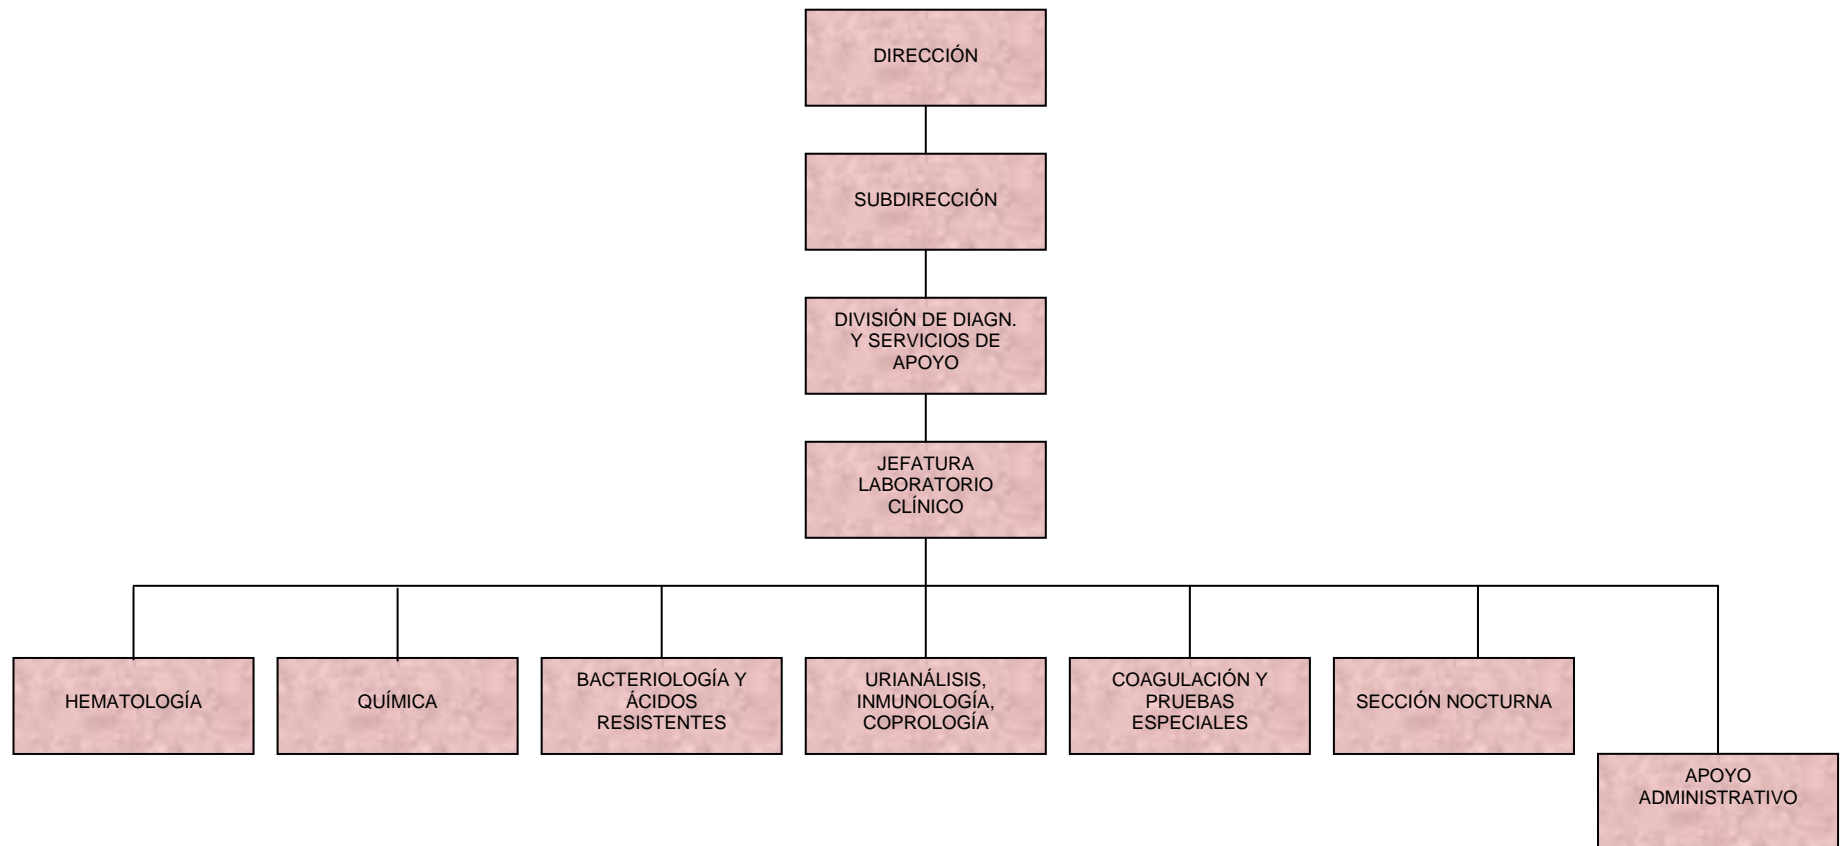 DIRECCIÓN
SUBDIRECCIÓN
DIVISIÓN DE DIAGN.
Y SERVICIOS DE
APOYO
JEFATURA
LABORATORIO
CLÍNICO
HEMATOLOGÍA
QUÍMICA
BACTERIOLOGÍA Y
ÁCIDOS
RESISTENTES
URIANÁLISIS,
INMUNOLOGÍA,
COPROLOGÍA
COAGULACIÓN Y
PRUEBAS
ESPECIALES
SECCIÓN NOCTURNA
APOYO
ADMINISTRATIVO